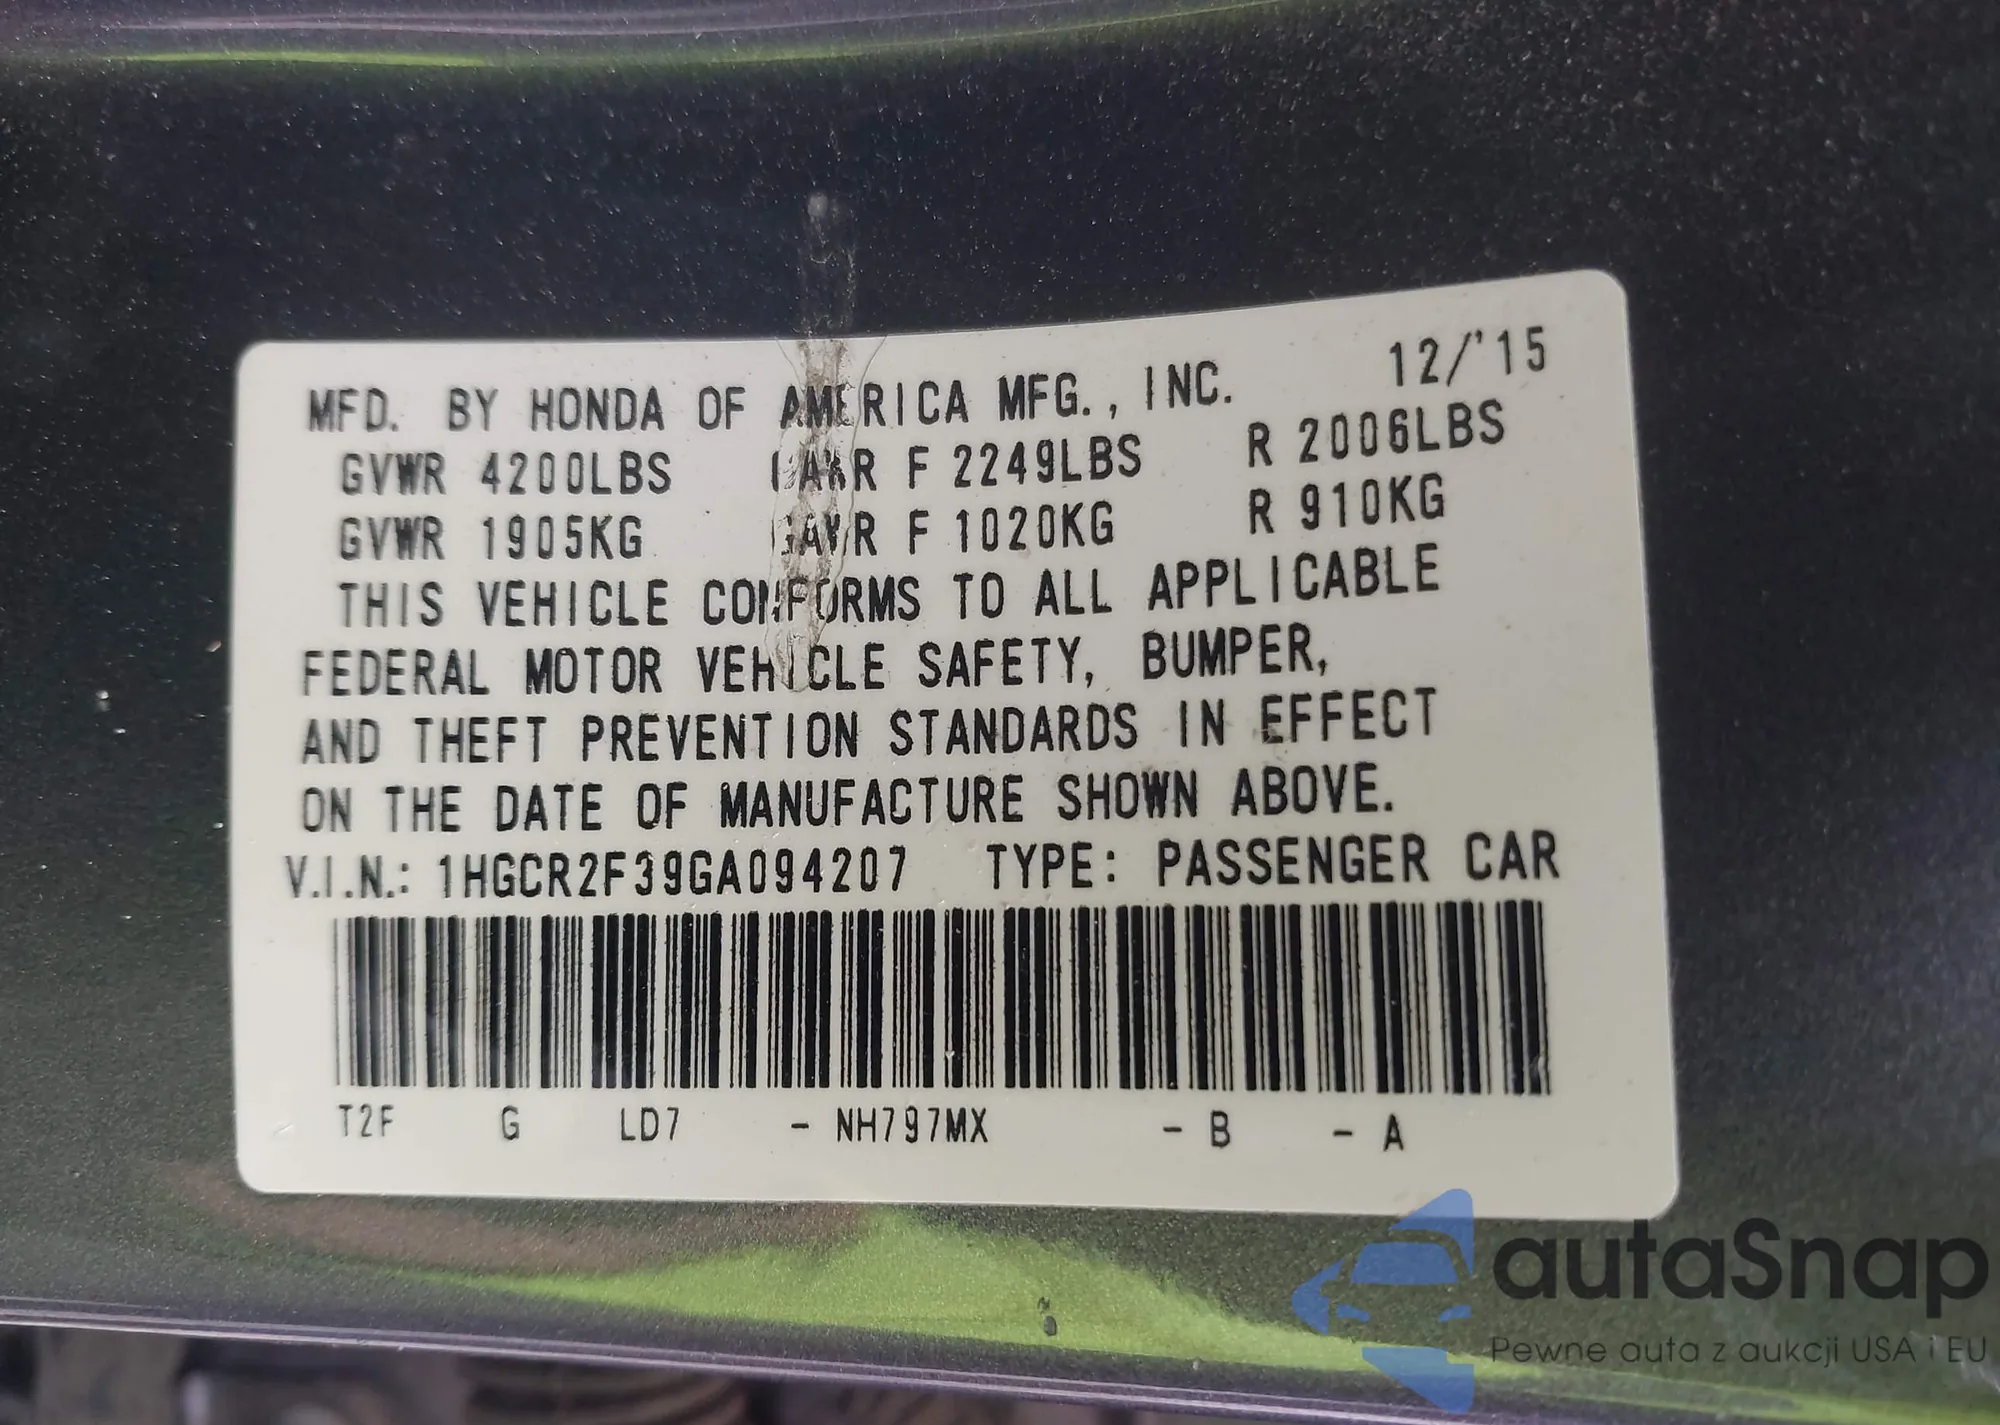 MFD. BY HONDA OF AMERICA MFG., INC. 12/'15
GVWR 4200LBS GAWR F 2249LBS R 2006LBS
GVWR 1905KG GAWR F 1020KG R 910KG
THIS VEHICLE CONFORMS TO ALL APPLICABLE
FEDERAL MOTOR VEHICLE SAFETY, BUMPER,
AND THEFT PREVENTION STANDARDS IN EFFECT
ON THE DATE OF MANUFACTURE SHOWN ABOVE.
V.I.N.: 1HGCR2F39GA094207 TYPE: PASSENGER CAR
T2F G LD7 - NH797MX - B - A
autaSnap
Pewne auta z aukcji USA i EU